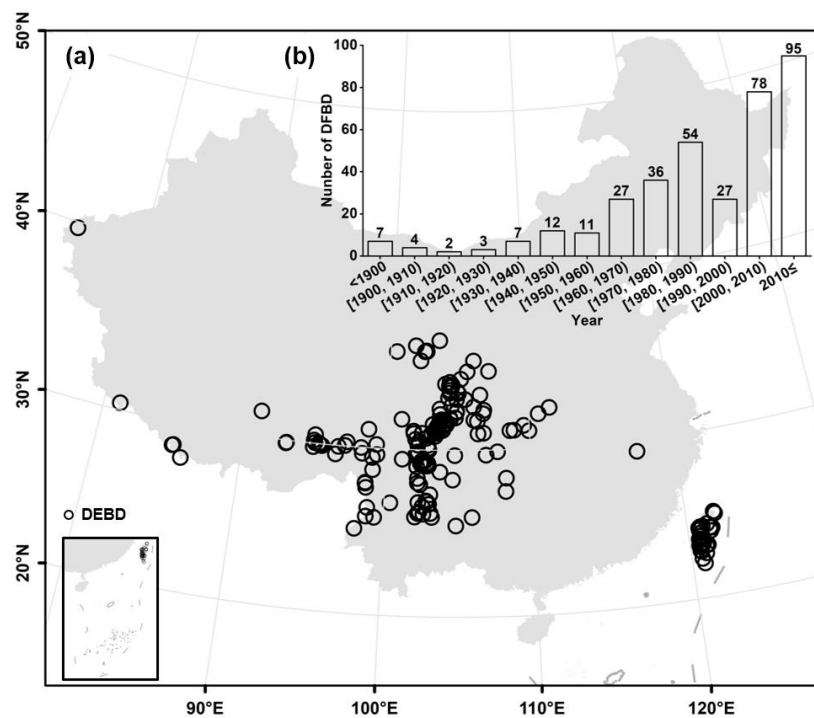 50°N
(a)
(b)
100
95
80
78
60
54
40
36
27
27
20
12
11
7
4
2
3
7
0
Nunber of DFBD
<1900
[1900, 1910)
[1910, 1920)
[1920, 1930)
[1930, 1940)
[1940, 1950)
[1950, 1960)
[1960, 1970)
[1970, 1980)
[1980, 1990)
[1990, 2000)
[2000, 2010)
2010≤
Year
40°N
30°N
DEBD
20°N
90°E
100°E
110°E
120°E